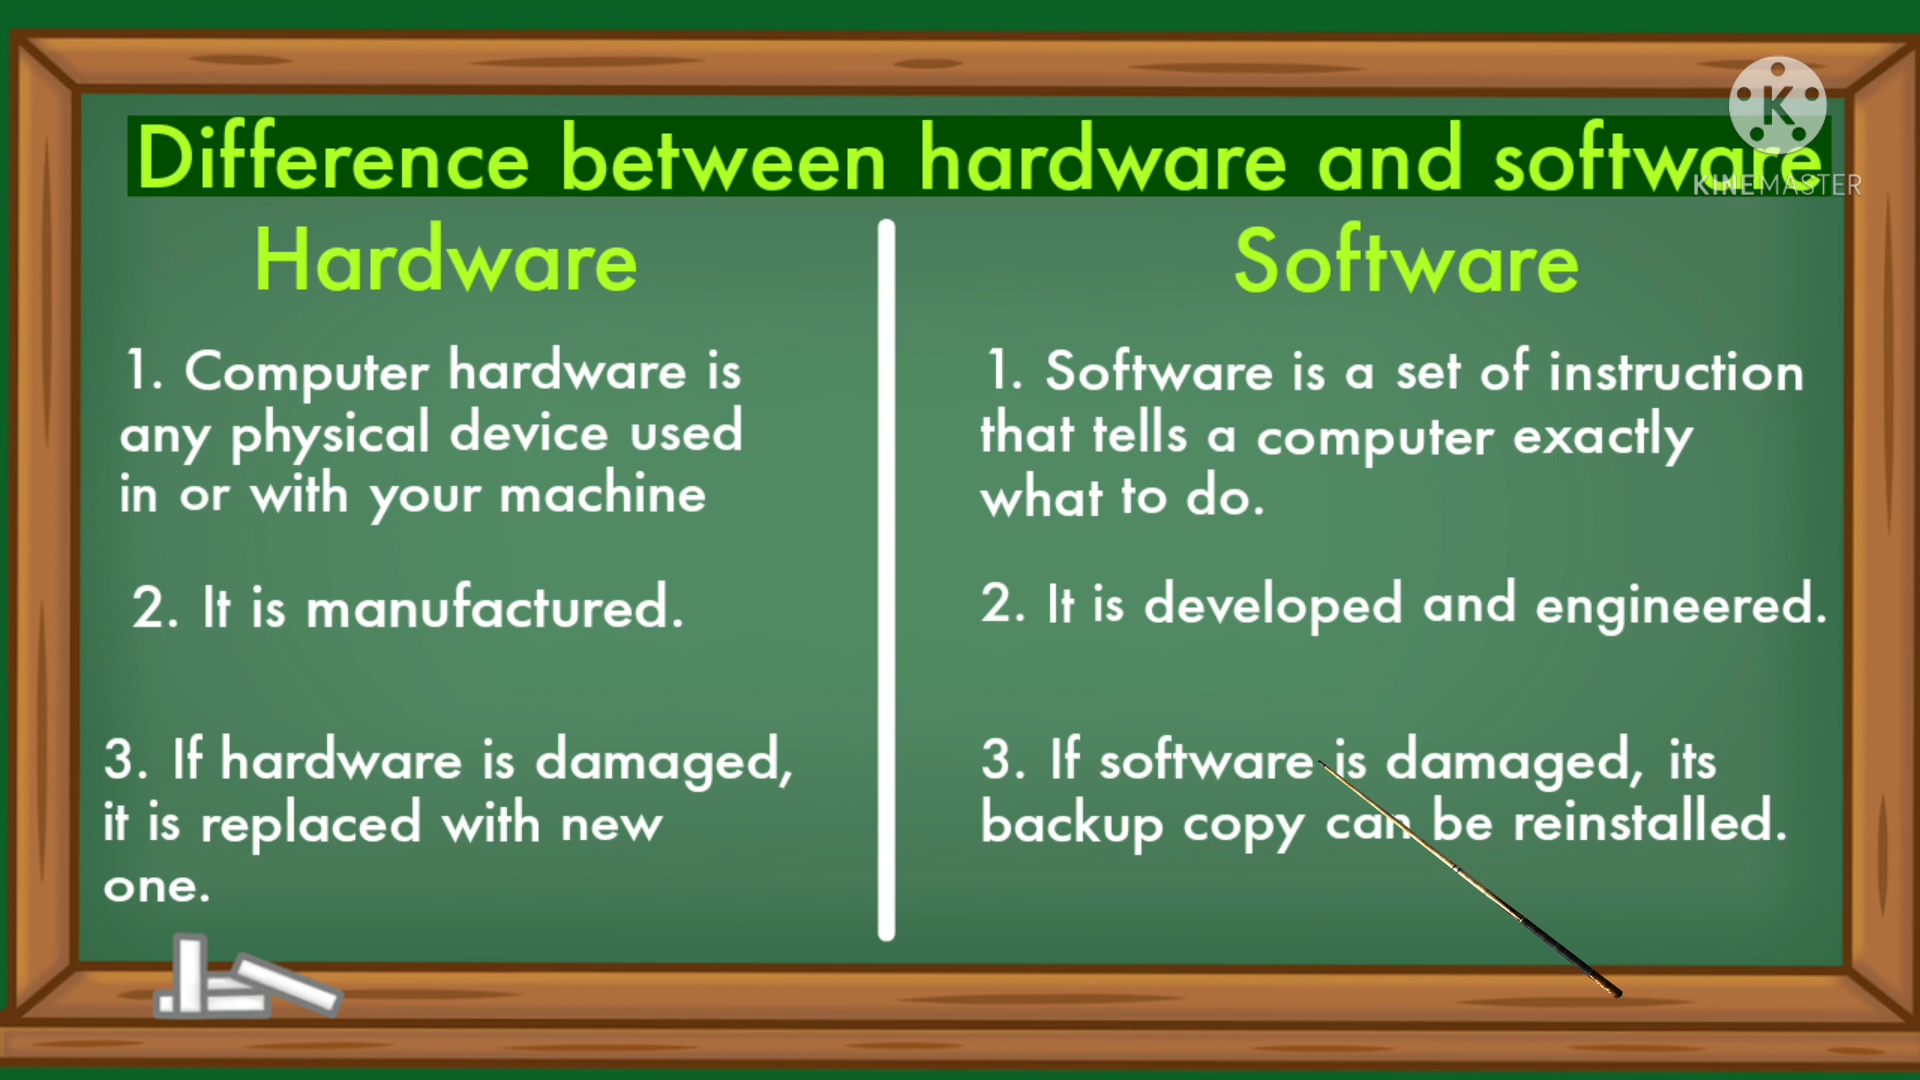 Difference between hardware and software
K
KINEMASTER
Hardware
1. Computer hardware is
any physical device used
in or with your machine
2. It is manufactured.
3. If hardware is damaged,
it is replaced with new
one.
Software
1. Software is a set of instruction
that tells a computer exactly
what to do.
2. It is developed and engineered.
3. If software is damaged, its
backup copy can be reinstalled.